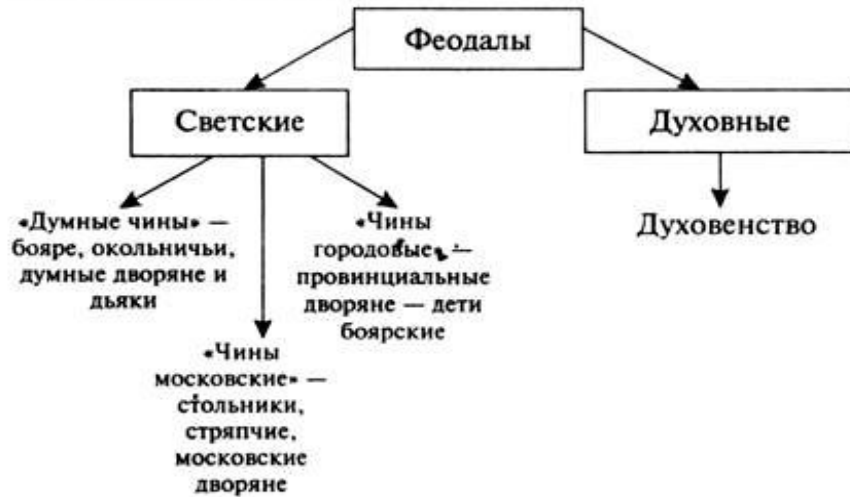 Феодалы
Светские
Духовные
«Думные чины» —
бояре, окольничьи,
думные дворяне и
дьяки
«Чины
московские» —
стольники,
стряпчие,
московские
дворяне
«Чины
городовые» —
провинциальные
дворяне — дети
боярские
Духовенство